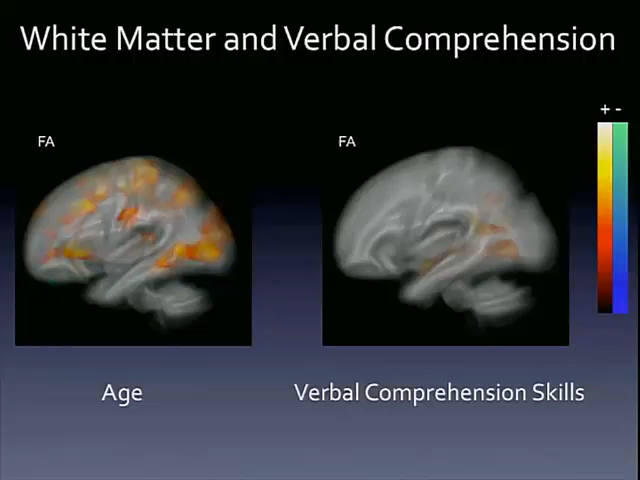 White Matter and Verbal Comprehension
+ -
FA
FA
Age
Verbal Comprehension Skills